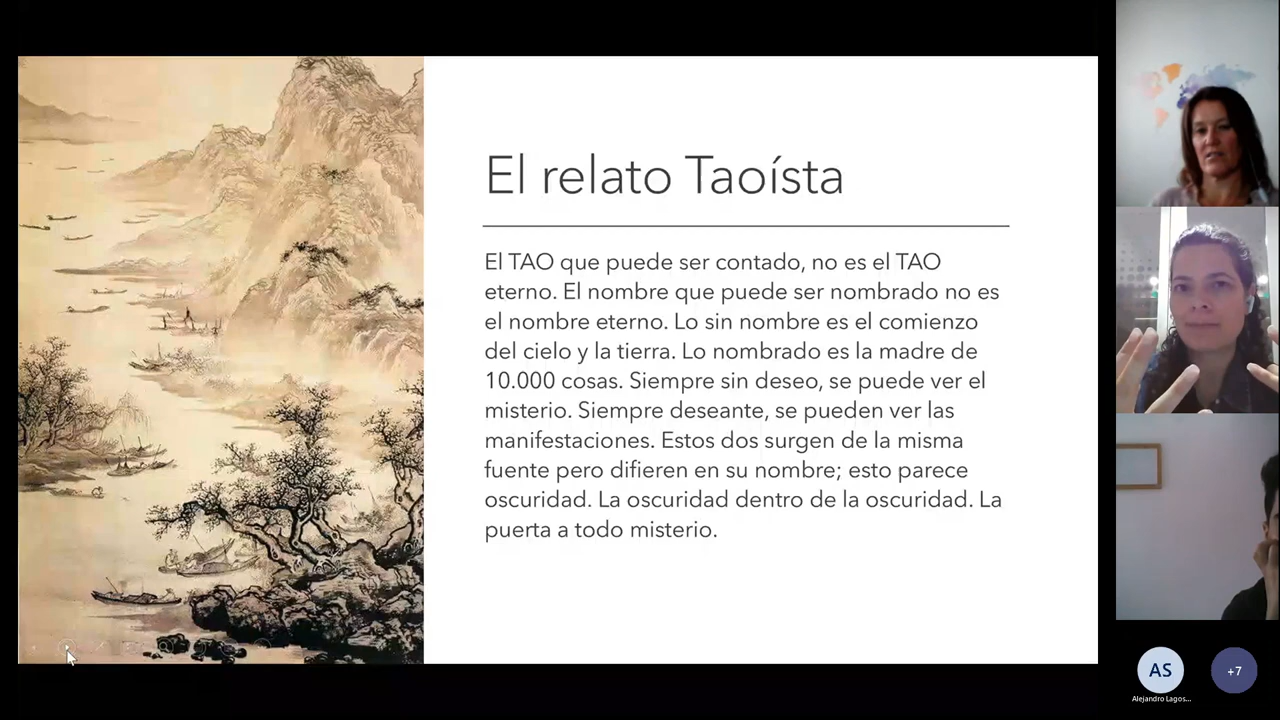 El relato Taoísta
El TAO que puede ser contado, no es el TAO
eterno. El nombre que puede ser nombrado no es
el nombre eterno. Lo sin nombre es el comienzo
del cielo y la tierra. Lo nombrado es la madre de
10.000 cosas. Siempre sin deseo, se puede ver el
misterio. Siempre deseante, se pueden ver las
manifestaciones. Estos dos surgen de la misma
fuente pero difieren en su nombre; esto parece
oscuridad. La oscuridad dentro de la oscuridad. La
puerta a todo misterio.
AS
Alejandro Lagos...
+7